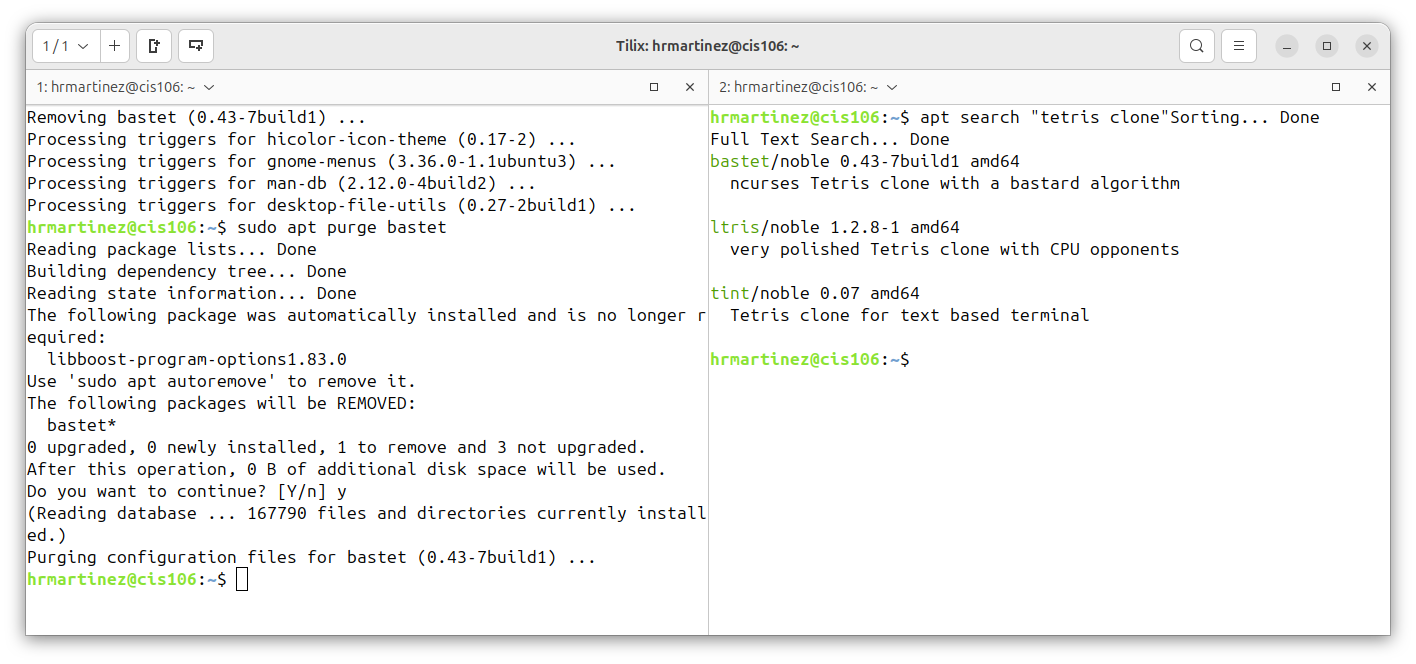 1 / 1
Tilix: hrmartinez@cis106: ~
1: hrmartinez@cis106: ~
Removing bastet (0.43-7build1) ...
Processing triggers for hicolor-icon-theme (0.17-2) ...
Processing triggers for gnome-menus (3.36.0-1.1ubuntu3) ...
Processing triggers for man-db (2.12.0-4build2) ...
Processing triggers for desktop-file-utils (0.27-2build1) ...
hrmartinez@cis106:~$ sudo apt purge bastet
Reading package lists... Done
Building dependency tree... Done
Reading state information... Done
The following package was automatically installed and is no longer r
equired:
  libboost-program-options1.83.0
Use 'sudo apt autoremove' to remove it.
The following packages will be REMOVED:
  bastet*
0 upgraded, 0 newly installed, 1 to remove and 3 not upgraded.
After this operation, 0 B of additional disk space will be used.
Do you want to continue? [Y/n] y
(Reading database ... 167790 files and directories currently install
ed.)
Purging configuration files for bastet (0.43-7build1) ...
hrmartinez@cis106:~$
2: hrmartinez@cis106: ~
hrmartinez@cis106:~$ apt search "tetris clone"Sorting... Done
Full Text Search... Done
bastet/noble 0.43-7build1 amd64
  ncurses Tetris clone with a bastard algorithm
ltris/noble 1.2.8-1 amd64
  very polished Tetris clone with CPU opponents
tint/noble 0.07 amd64
  Tetris clone for text based terminal
hrmartinez@cis106:~$